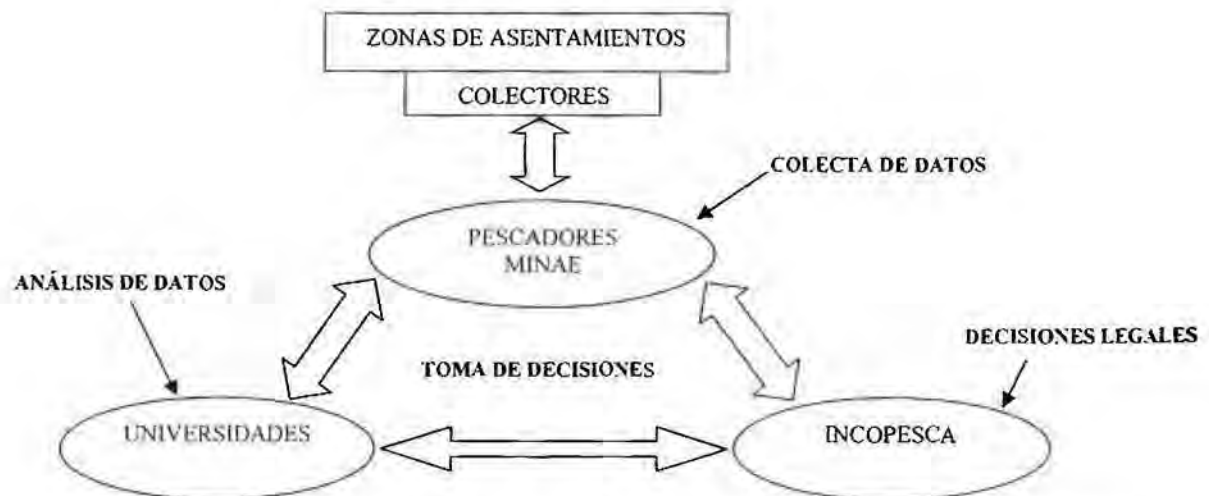 ZONAS DE ASENTAMIENTOS
COLECTORES
COLECTA DE DATOS
PESCADORES
MINAE
ANÁLISIS DE DATOS
DECISIONES LEGALES
TOMA DE DECISIONES
UNIVERSIDADES
INCOPESCA